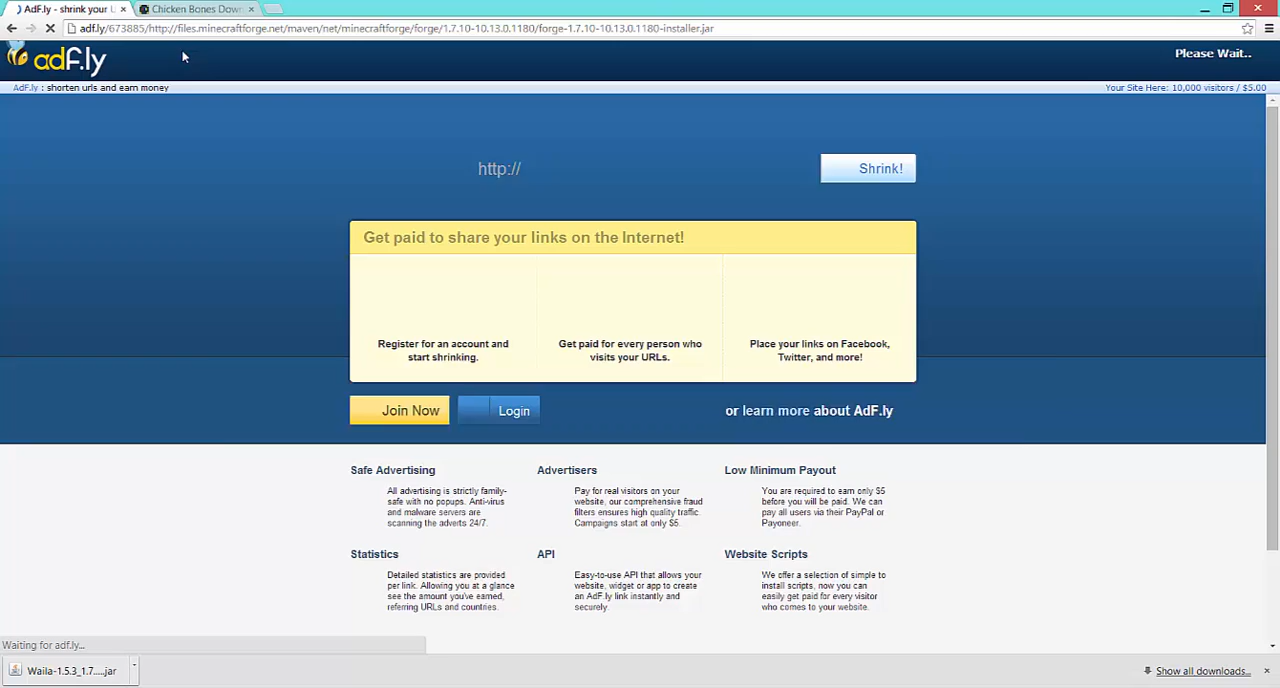 AdF.ly - shrink your U
Chicken Bones Down
adf.ly/673885/http://files.minecraftforge.net/maven/net/minecraftforge/forge/1.7.10-10.13.0.1180/forge-1.7.10-10.13.0.1180-installer.jar
adf.ly
Please Wait..
AdF.ly : shorten urls and earn money
Your Site Here: 10,000 visitors / $5.00
http://
Shrink!
Get paid to share your links on the Internet!
Register for an account and
start shrinking.
Get paid for every person who
visits your URLs.
Place your links on Facebook,
Twitter, and more!
Join Now
Login
or learn more about AdF.ly
Safe Advertising
All advertising is strictly family-
safe with no popups. Anti-virus
and malware servers are
scanning the adverts 24/7.
Advertisers
Pay for real visitors on your
website, our comprehensive fraud
filters ensures high quality traffic.
Campaigns start at only $5.
Low Minimum Payout
You are required to earn only $5
before you will be paid. We can
pay all users via their PayPal or
Payoneer.
Statistics
Detailed statistics are provided
per link. Allowing you at a glance
see the amount you've earned,
referring URLs and countries.
API
Easy-to-use API that allows your
website, widget or app to create
an AdF.ly link instantly and
securely.
Website Scripts
We offer a selection of simple to
install scripts, now you can
easily get paid for every visitor
who comes to your website.
Waiting for adf.ly...
Waila-1.5.3_1.7....jar
Show all downloads...